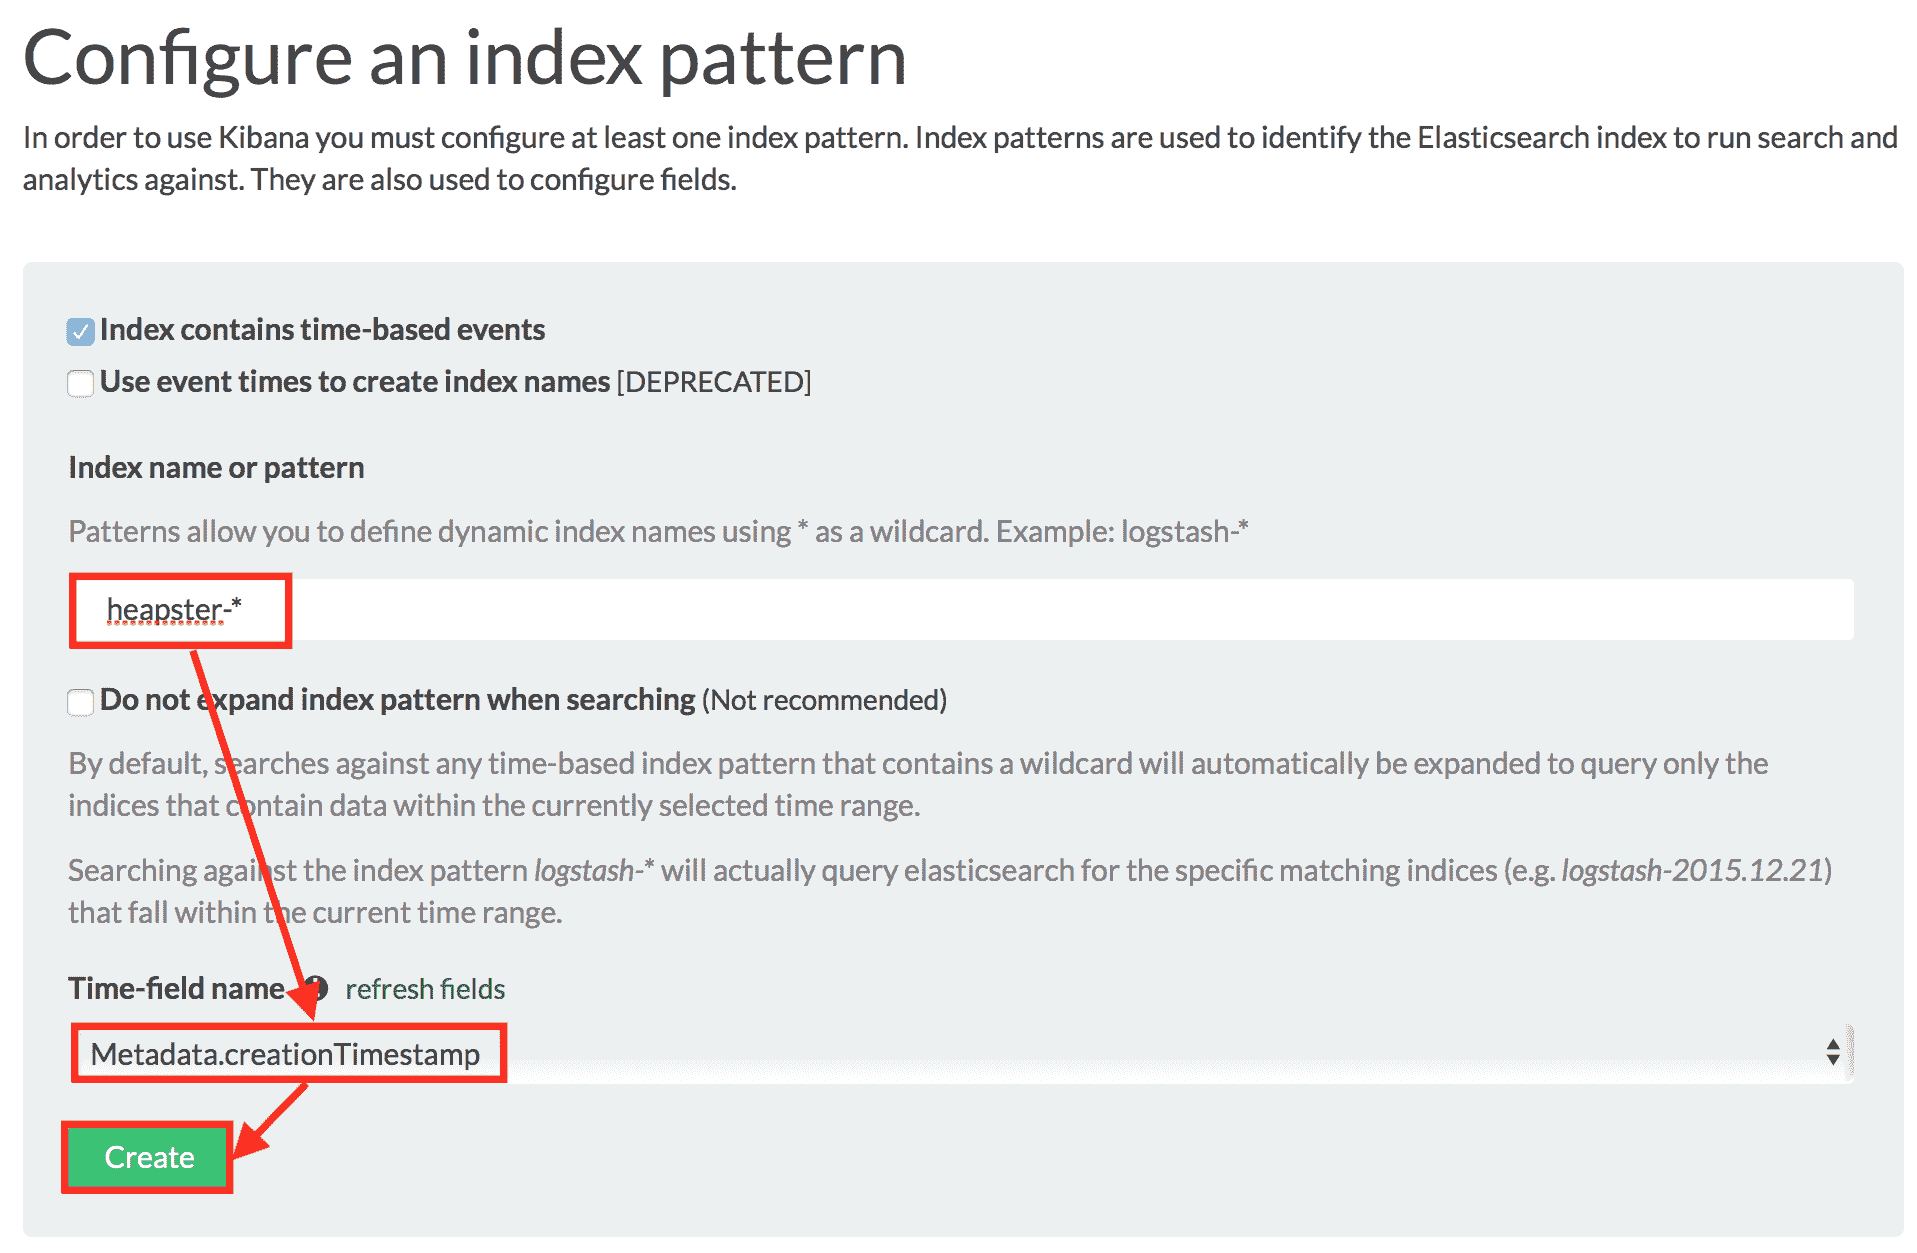 Configure an index pattern
In order to use Kibana you must configure at least one index pattern. Index patterns are used to identify the Elasticsearch index to run search and
analytics against. They are also used to configure fields.
Index contains time-based events
Use event times to create index names [DEPRECATED]
Index name or pattern
Patterns allow you to define dynamic index names using * as a wildcard. Example: logstash-*
heapster-*
Do not expand index pattern when searching (Not recommended)
By default, searches against any time-based index pattern that contains a wildcard will automatically be expanded to query only the
indices that contain data within the currently selected time range.
Searching against the index pattern logstash-* will actually query elasticsearch for the specific matching indices (e.g. logstash-2015.12.21)
that fall within the current time range.
Time-field name refresh fields
Metadata.creationTimestamp
Create